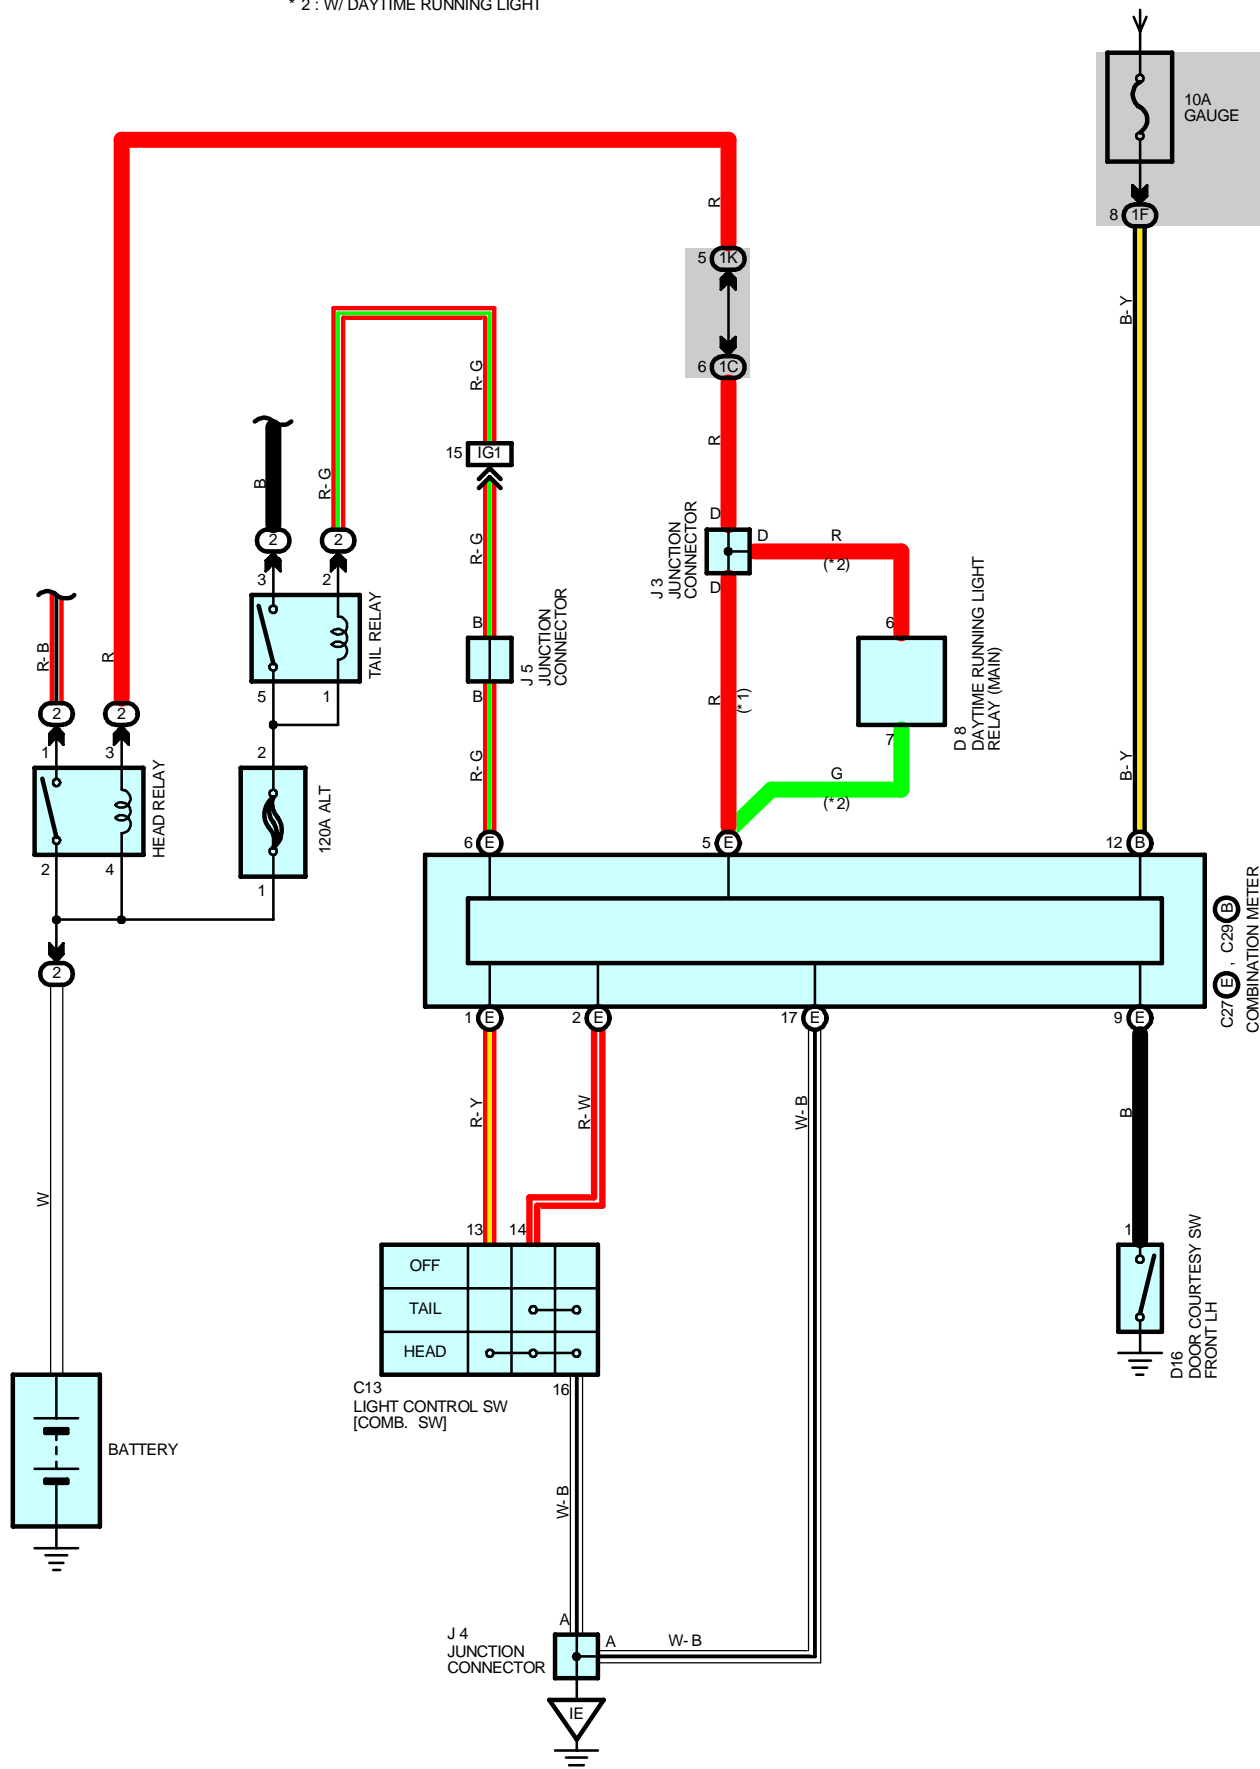 * 2 : W/ DAYTIME RUNNING LIGHT
10A
GAUGE
8 1F
R
5 1K
B-Y
6 1C
R-G
R
15 IG1
B
R-G
2
2
3
2
TAIL RELAY
5
1
R-G
D
D
R
(*2)
D
J 3
JUNCTION
CONNECTOR
B
B
J 5
JUNCTION
CONNECTOR
6
D 8
DAYTIME RUNNING LIGHT
RELAY (MAIN)
7
R-B
R
2
2
1
3
HEAD RELAY
2
4
2
120A ALT
1
R
(*1)
R-G
G
(*2)
B-Y
6 E
5 E
12 B
C27 E , C29 B
COMBINATION METER
2
1 E
2 E
17 E
9 E
R-Y
R-W
W-B
B
W
13
14
OFF
TAIL
HEAD
C13
LIGHT CONTROL SW
[COMB. SW]
16
1
D16
DOOR COURTESY SW
FRONT LH
BATTERY
W-B
A
A
W-B
J 4
JUNCTION
CONNECTOR
IE